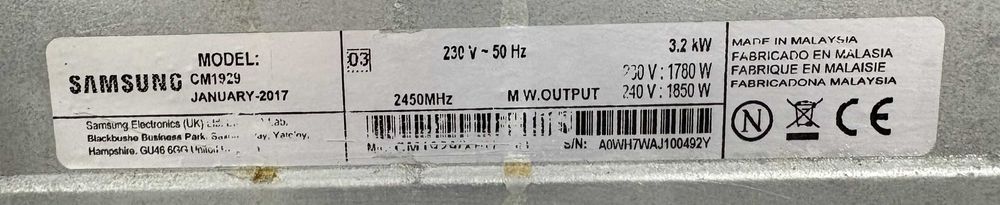 SAMSUNG
MODEL:
CM1929
JANUARY-2017
Samsung Electronics (UK)
Blackbushe Business Park,
Hampshire, GU46 6GG
03
230 V ~ 50 Hz
3.2 kW
230 V : 1780 W
2450MHz M W.OUTPUT 240 V : 1850 W
S/N: A0WH7WAJ100492Y
MADE IN MALAYSIA
FABRICADO EN MALASIA
FABRIQUE EN MALAISIE
FABRICADONA MALAYSIA
N CE